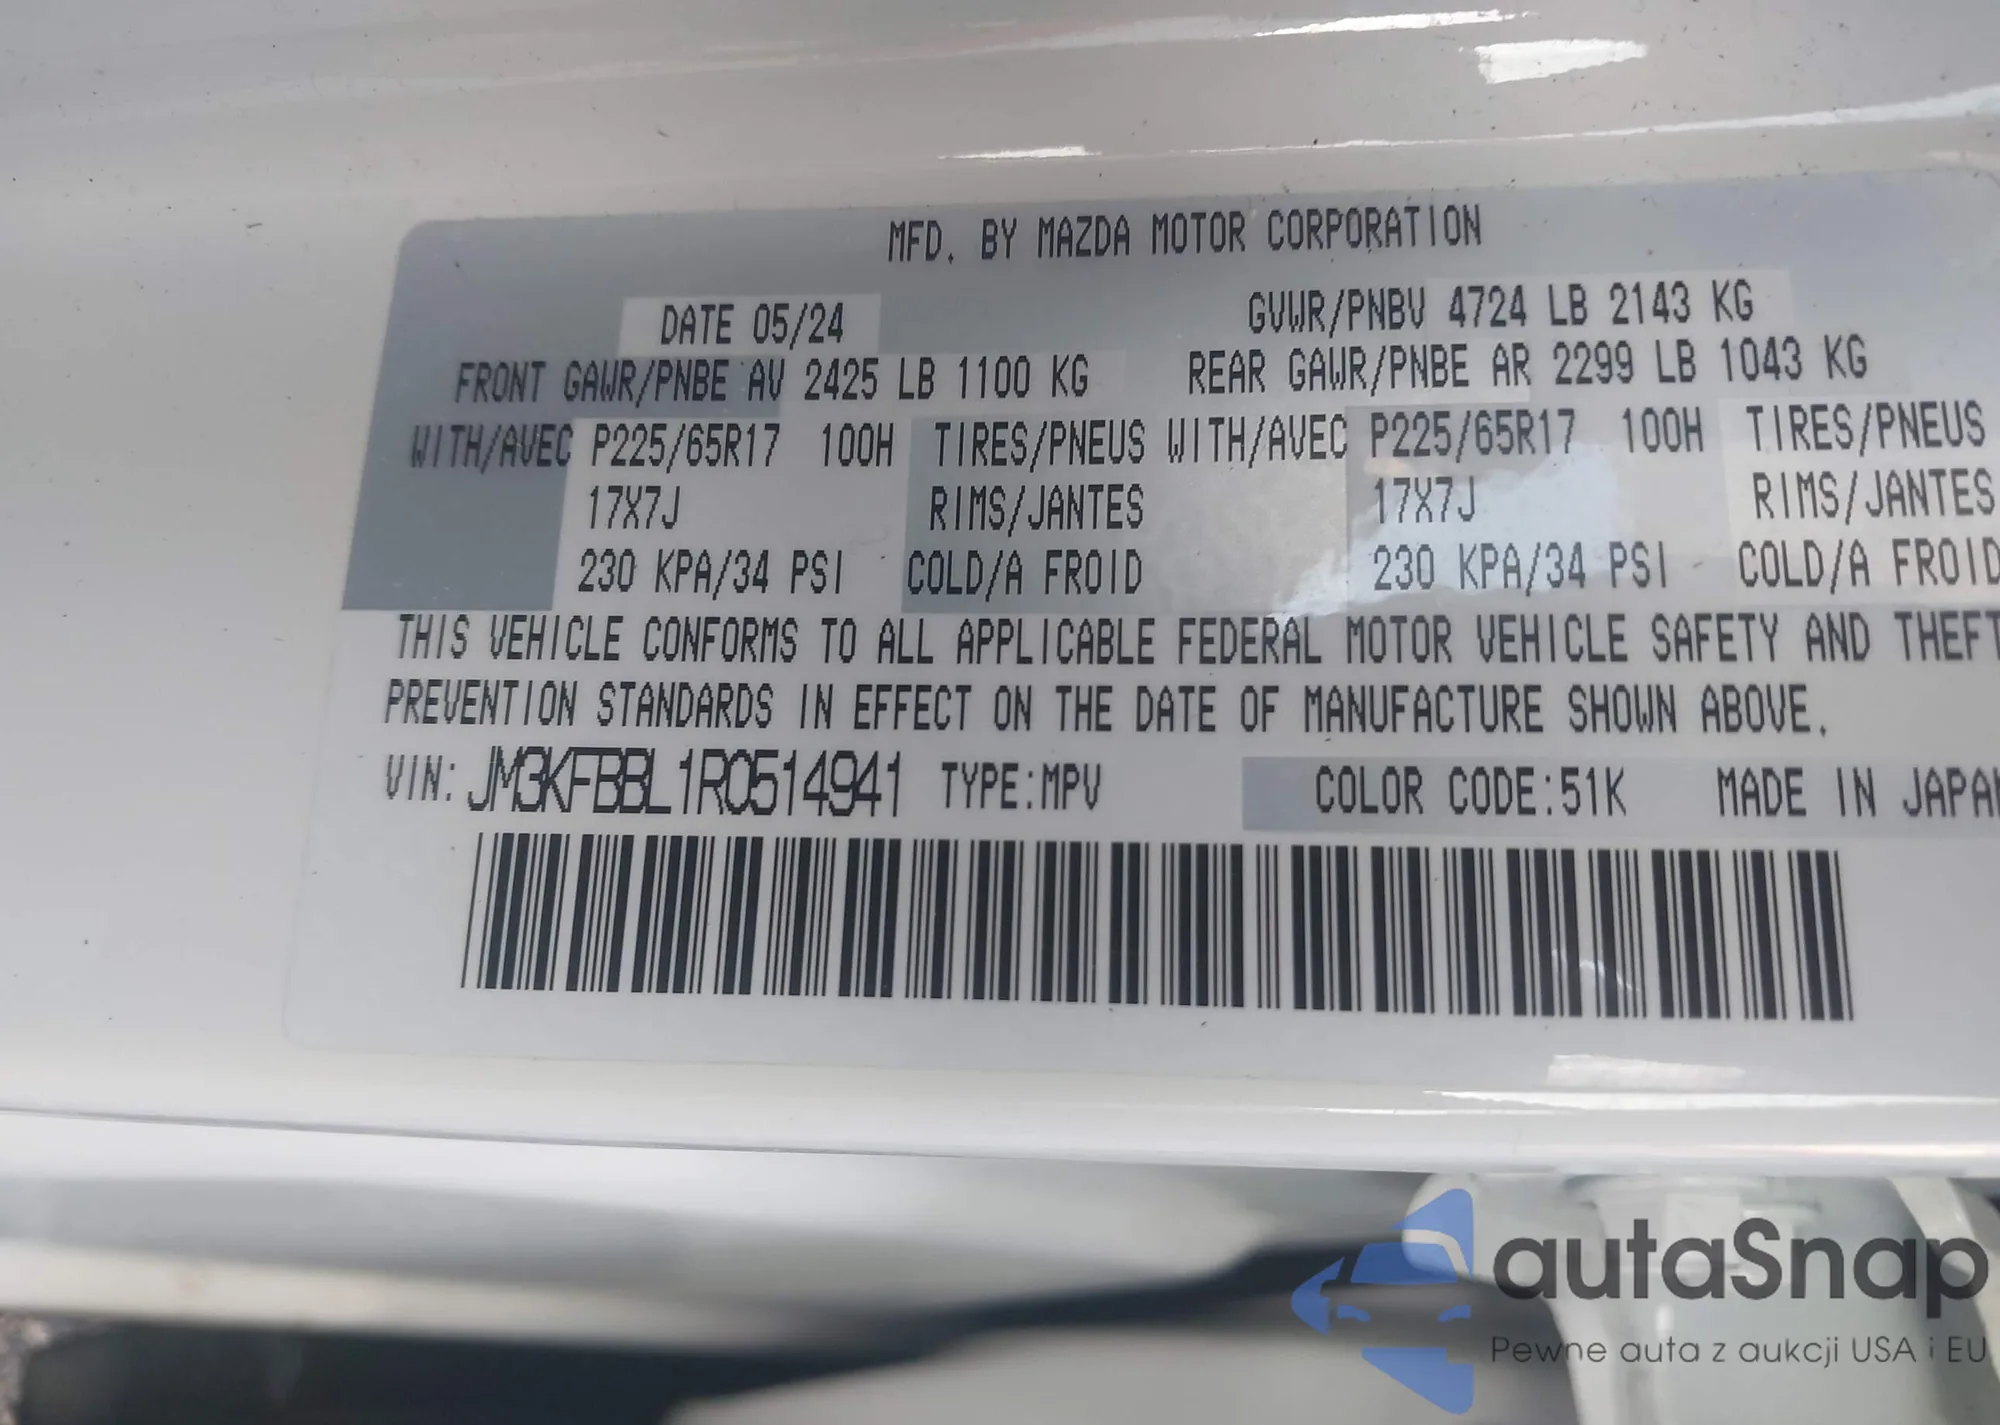 MFD. BY MAZDA MOTOR CORPORATION
DATE 05/24 GVWR/PNBV 4724 LB 2143 KG
FRONT GAWR/PNBE AV 2425 LB 1100 KG REAR GAWR/PNBE AR 2299 LB 1043 KG
WITH/AVEC P225/65R17 100H TIRES/PNEUS WITH/AVEC P225/65R17 100H TIRES/PNEUS
17X7J RIMS/JANTES 17X7J RIMS/JANTES
230 KPA/34 PSI COLD/A FROID 230 KPA/34 PSI COLD/A FROID
THIS VEHICLE CONFORMS TO ALL APPLICABLE FEDERAL MOTOR VEHICLE SAFETY AND THEFT
PREVENTION STANDARDS IN EFFECT ON THE DATE OF MANUFACTURE SHOWN ABOVE.
VIN: JM3KFBBL1R0514941 TYPE:MPV COLOR CODE:51K MADE IN JAPAN
autaSnap
Pewne auta z aukcji USA i EU